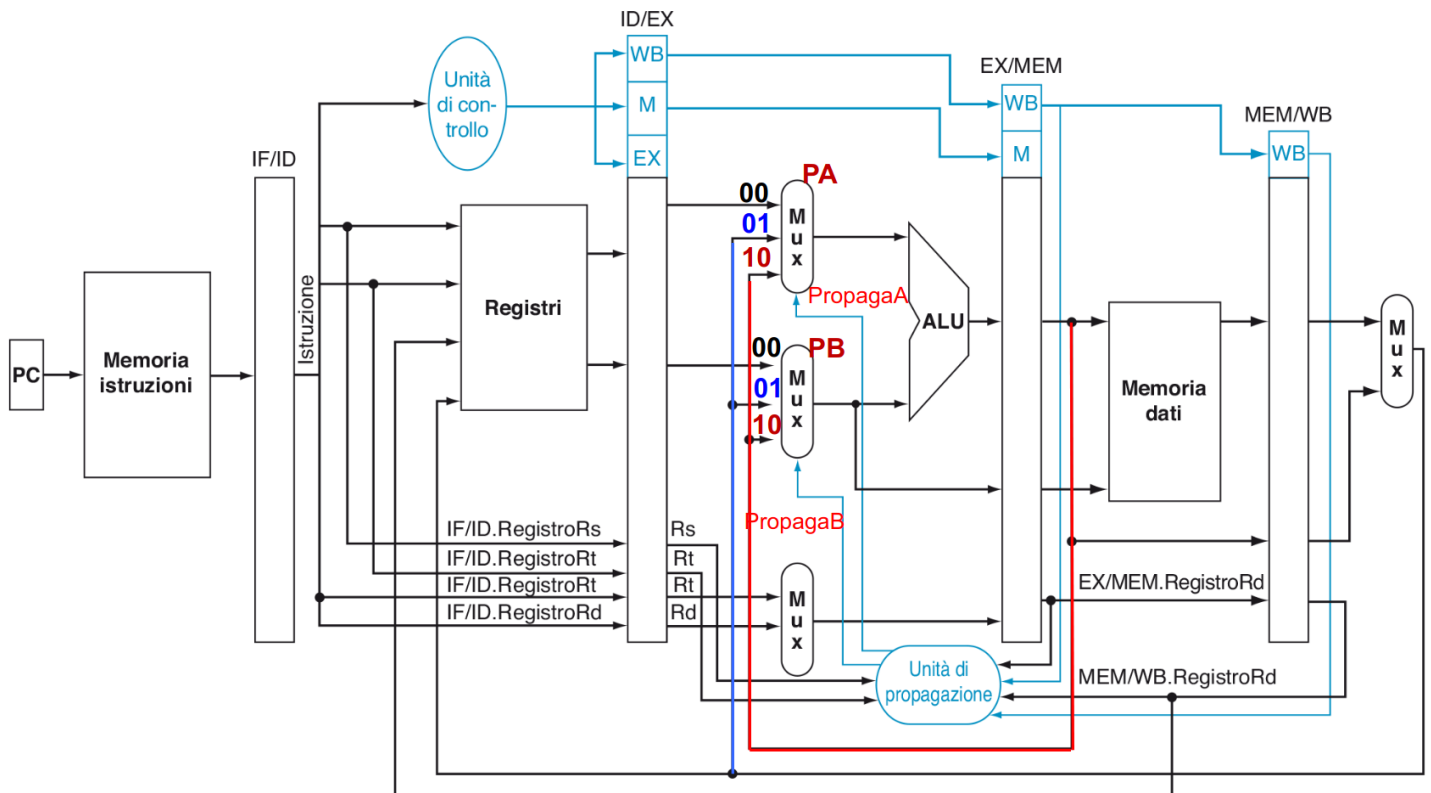 ID/EX
WB
EX/MEM
Unità
di con-
trollo
M
WB
MEM/WB
IF/ID
EX
M
WB
PA
00
01
10
M
u
x
PropagaA
Istruzione
Registri
ALU
PC
Memoria
istruzioni
PB
00
01
10
M
u
x
Memoria
dati
M
u
x
PropagaB
IF/ID.RegistroRs
Rs
IF/ID.RegistroRt
Rt
IF/ID.RegistroRt
Rt
IF/ID.RegistroRd
Rd
M
u
x
EX/MEM.RegistroRd
Unità di
propagazione
MEM/WB.RegistroRd